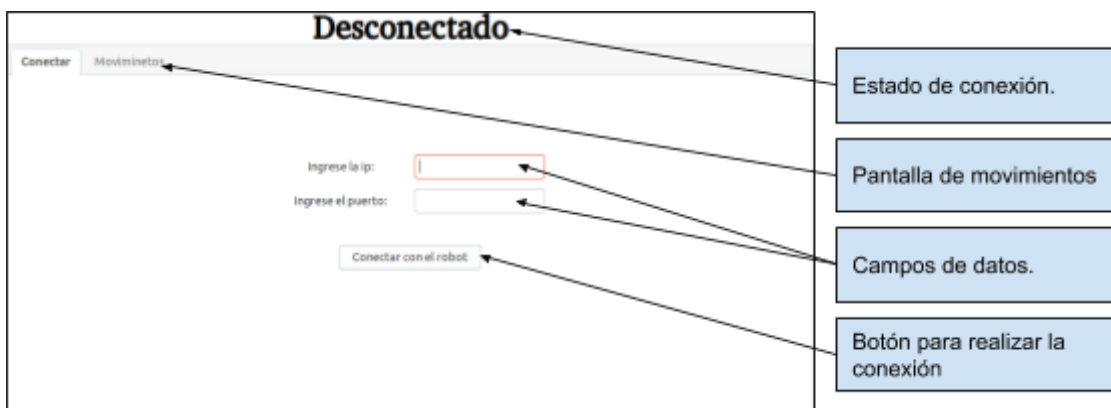 Desconectado
Conectar Moviminetos
Estado de conexión.
Pantalla de movimientos
Ingrese la ip:
Ingrese el puerto:
Campos de datos.
Conectar con el robot
Botón para realizar la
conexión